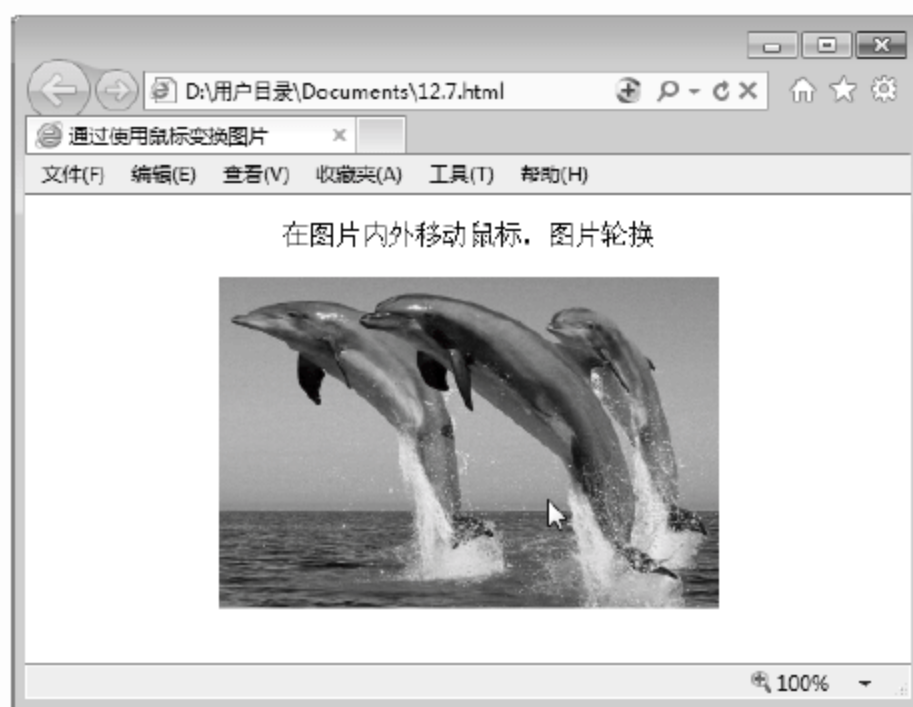 D:\用户目录\Documents\12.7.html
通过使用鼠标变换图片
文件(F) 编辑(E) 查看(V) 收藏夹(A) 工具(T) 帮助(H)
在图片内外移动鼠标．图片轮换
100%